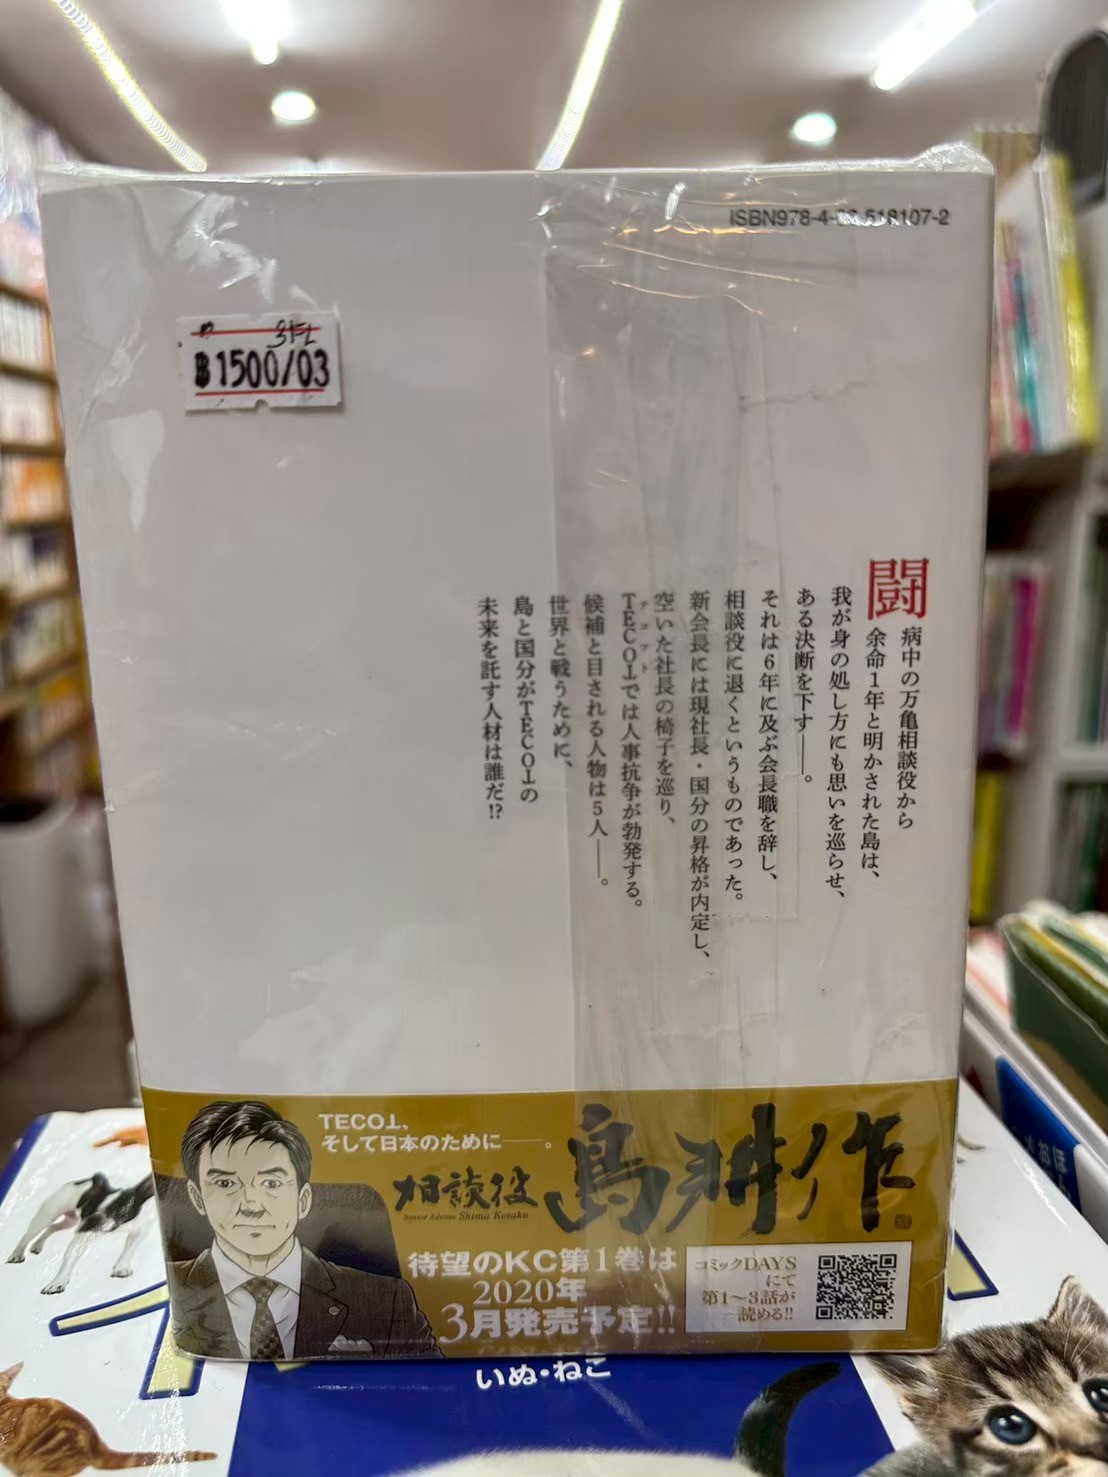 ISBN978-4-06-518107-2
฿1500/03
闘
病中の万亀相談役から
余命1年と明かされた島は、
我が身の処し方にも思いを巡らせ、
ある決断を下す――。
それは6年に及ぶ会長職を辞し、
相談役に退くというものであった。
新会長には現社長・国分の昇格が内定し、
空いた社長の椅子を巡り、
テコット
TECOTでは人事抗争が勃発する。
候補と目される人物は5人――。
世界と戦うために、
島と国分がTECOTの
未来を託す人材は誰だ!?
TECOT、
そして日本のために――。
相談役 島耕作
Senior Adviser Shima Kosaku
待望のKC第1巻は
2020年
3月発売予定!!
コミックDAYS
にて
第1〜3話が
読める!!
いぬ・ねこ